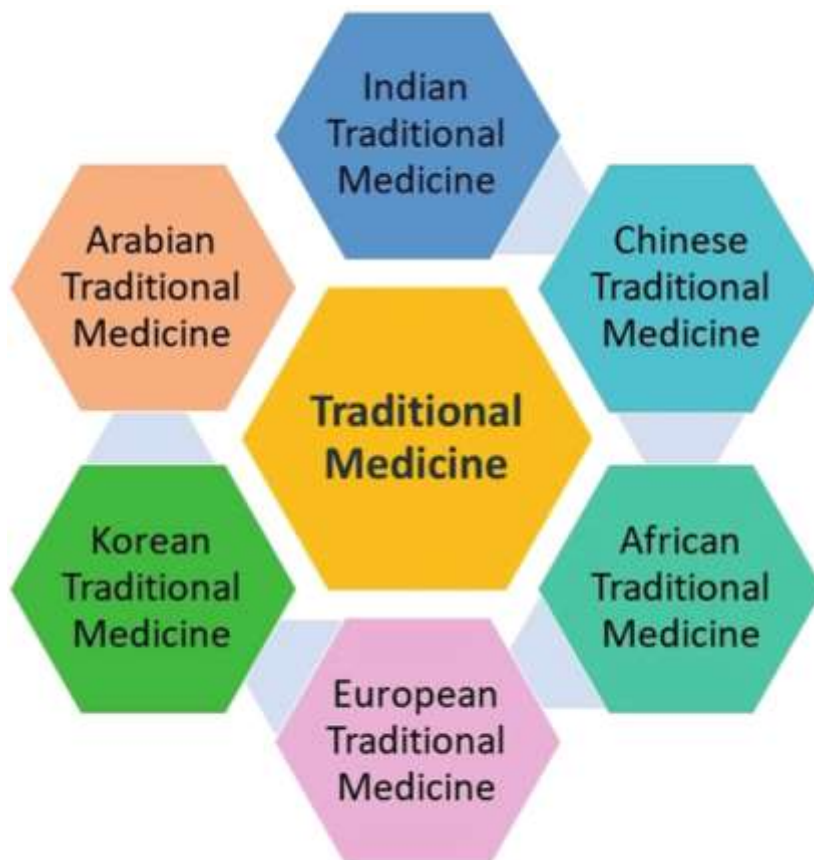 Indian
Traditional
Medicine
Arabian
Traditional
Medicine
Chinese
Traditional
Medicine
Traditional
Medicine
Korean
Traditional
Medicine
African
Traditional
Medicine
European
Traditional
Medicine